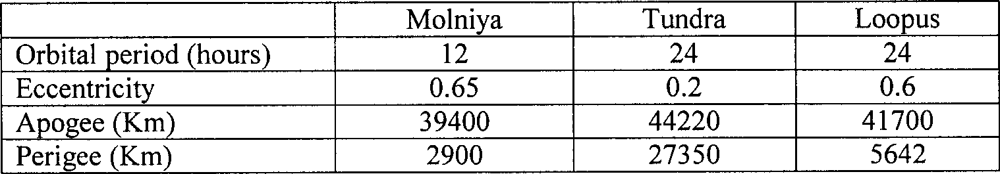 Molniya Tundra Loopus
Orbital period (hours) 12 24 24
Eccentricity 0.65 0.2 0.6
Apogee (Km) 39400 44220 41700
Perigee (Km) 2900 27350 5642